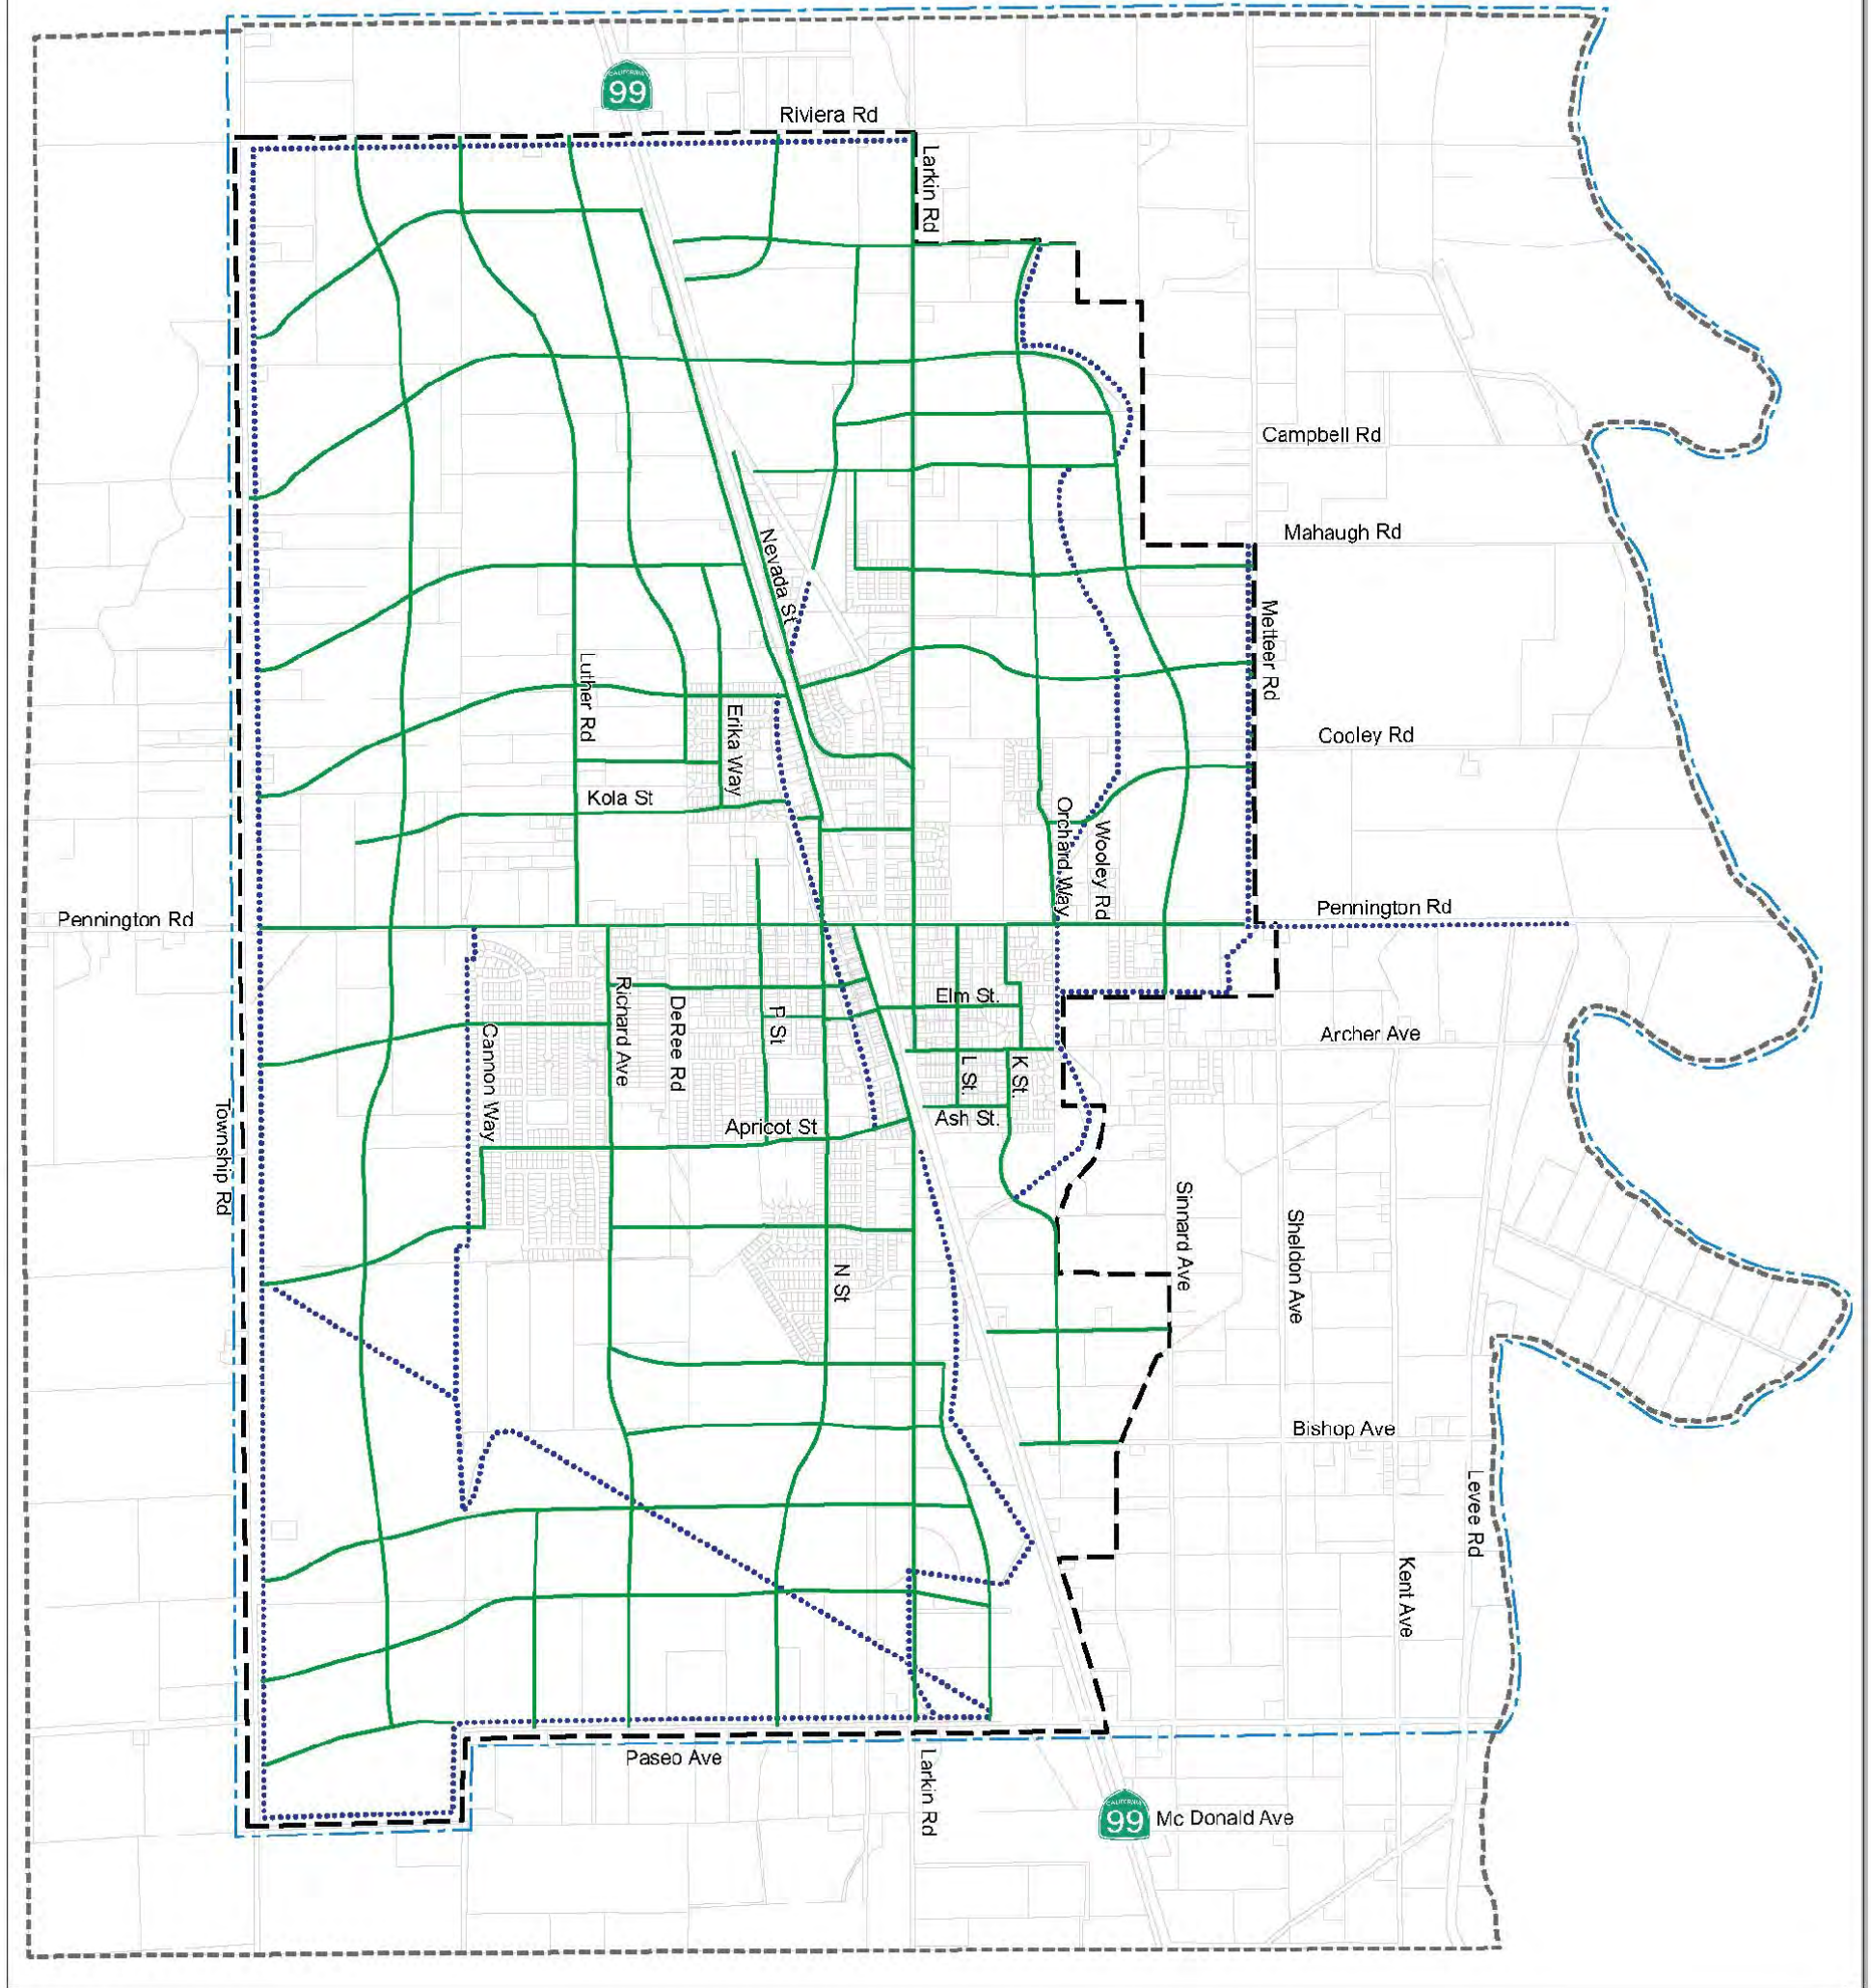 CALIFORNIA
99
Riviera Rd
Larkin Rd
Campbell Rd
Mahaugh Rd
Nevada St
Metteer Rd
Luther Rd
Erika Way
Cooley Rd
Kola St
Orchard Way
Wooley Rd
Pennington Rd
Pennington Rd
Richard Ave
DeRee Rd
P St
Elm St.
Cannon Way
L St.
K St.
Archer Ave
Township Rd
Apricot St
Ash St.
Sinnard Ave
Sheldon Ave
N St
Bishop Ave
Levee Rd
Kent Ave
Paseo Ave
Larkin Rd
CALIFORNIA
99
Mc Donald Ave